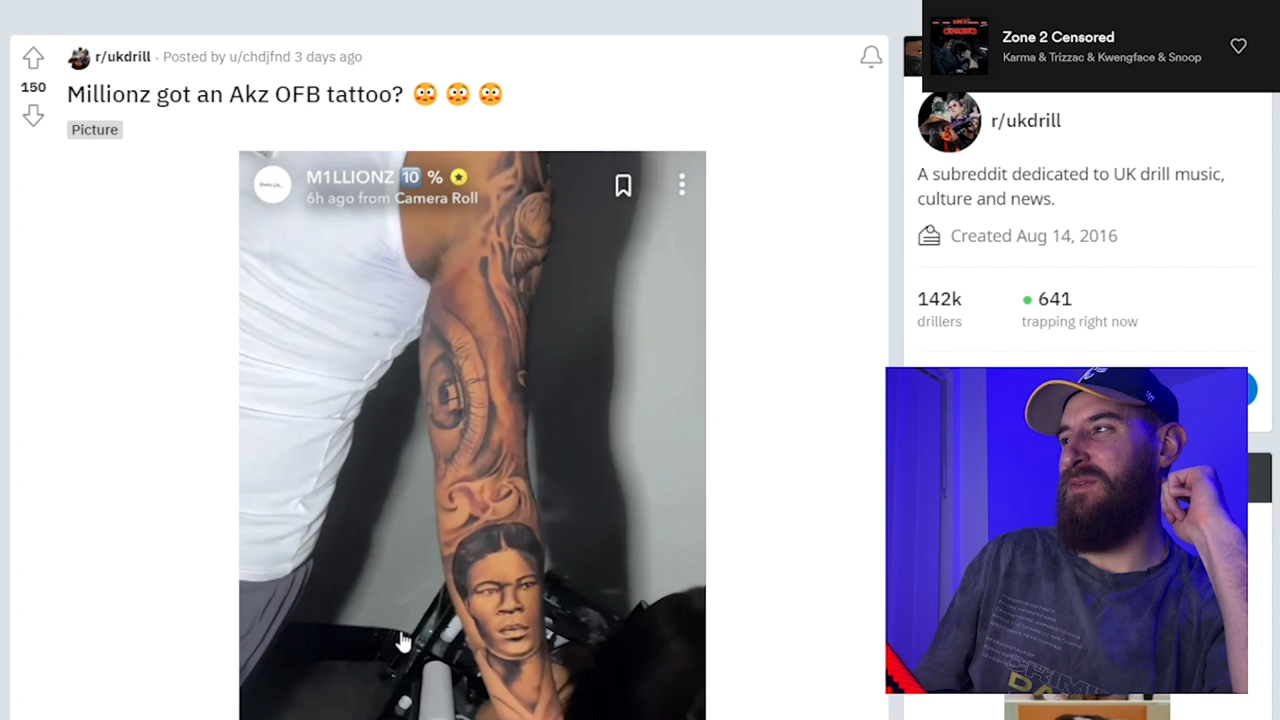 r/ukdrill · Posted by u/chdjfnd 3 days ago
150
Millionz got an Akz OFB tattoo? 😳 😳 😳
Picture
M1LLIONZ 🔟 %
6h ago from Camera Roll
Zone 2 Censored
Karma & Trizzac & Kwengface & Snoop
r/ukdrill
A subreddit dedicated to UK drill music,
culture and news.
Created Aug 14, 2016
142k
drillers
641
trapping right now